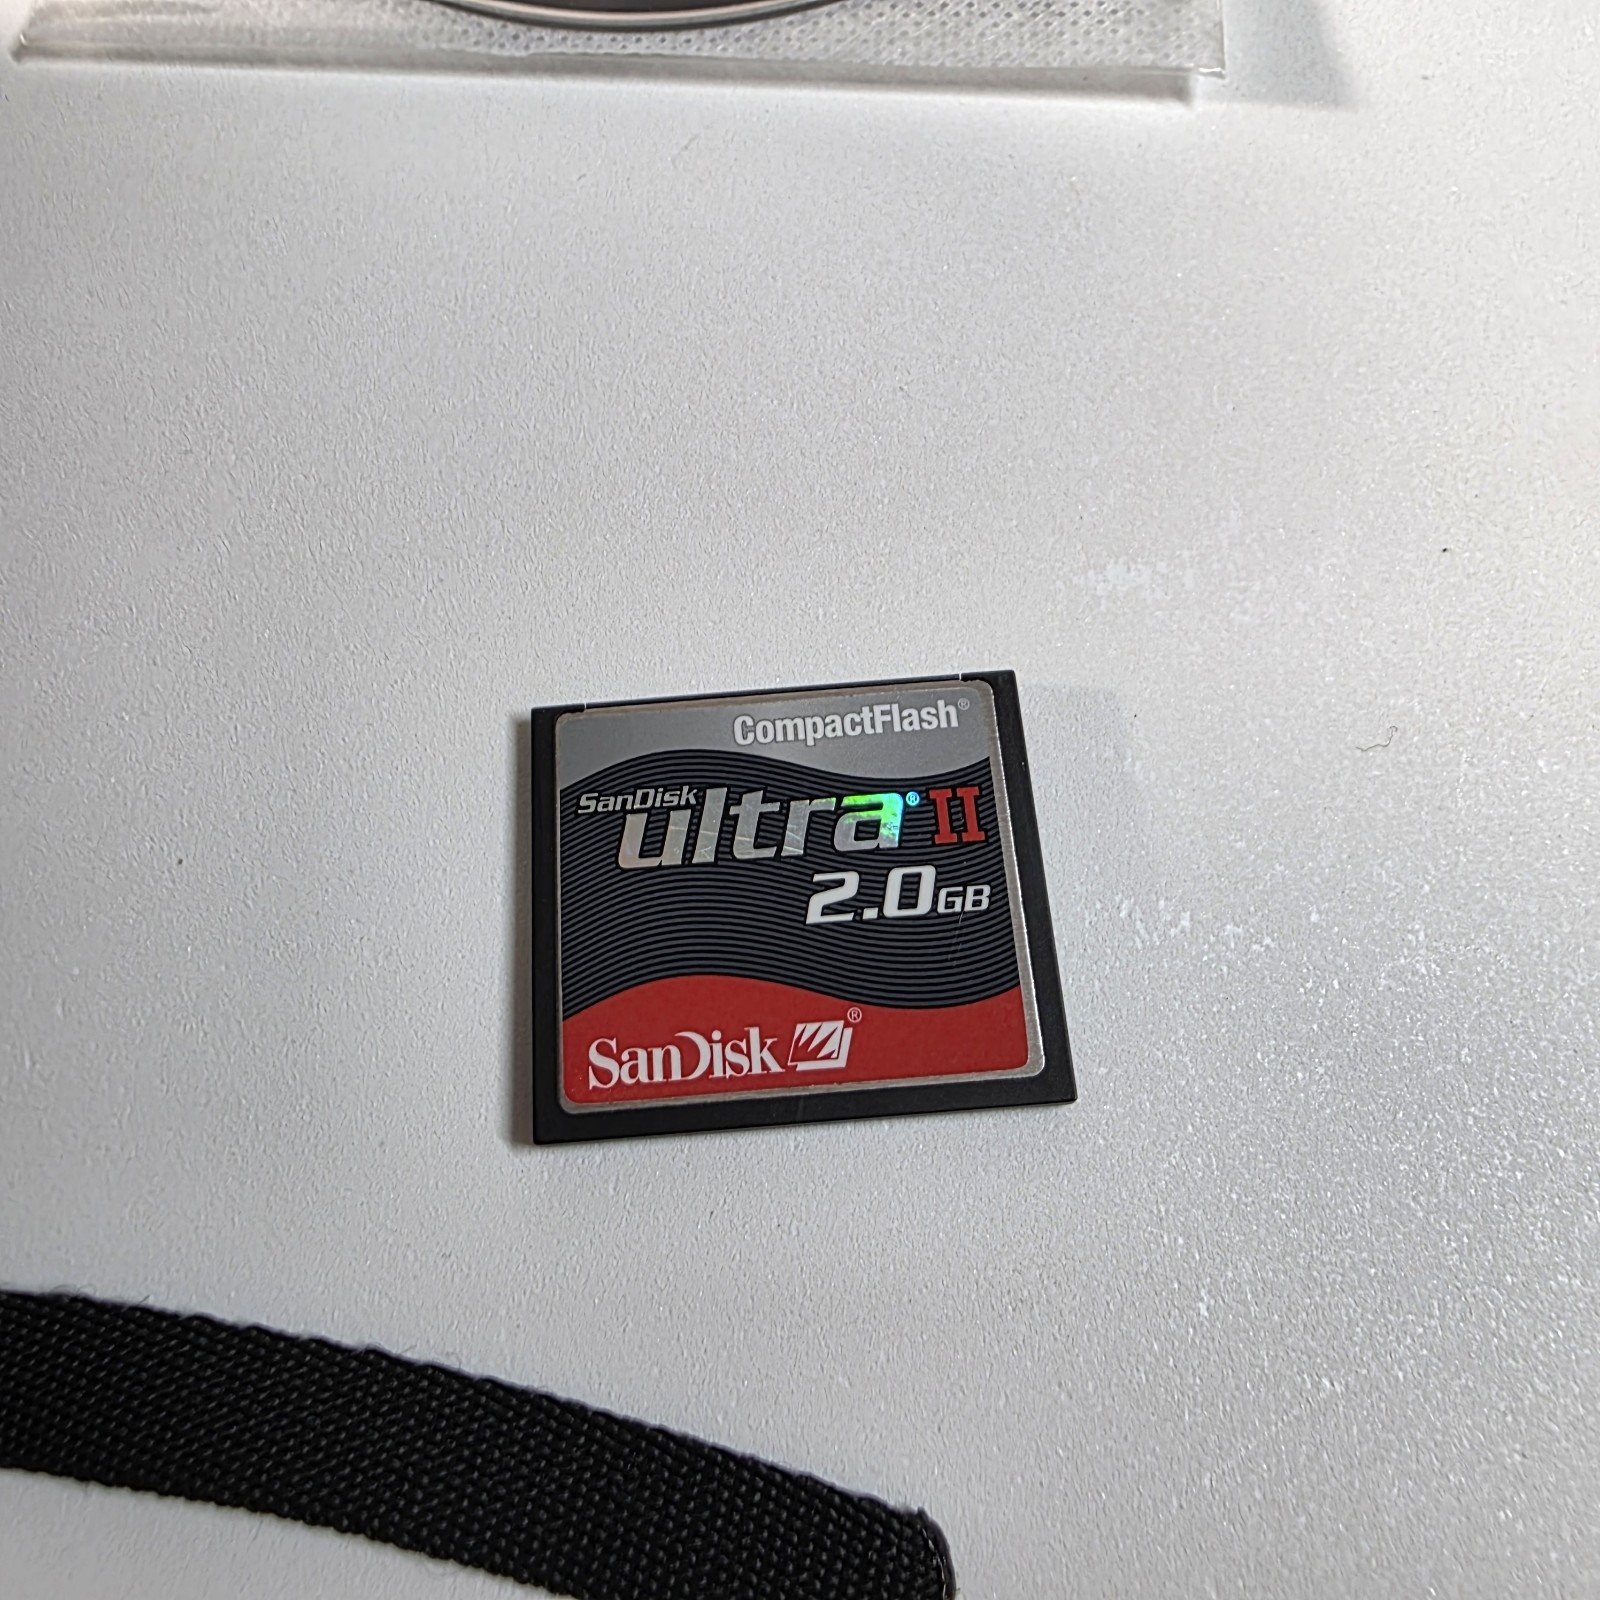 CompactFlash®
SanDisk
ultra® II
2.0GB
SanDisk®